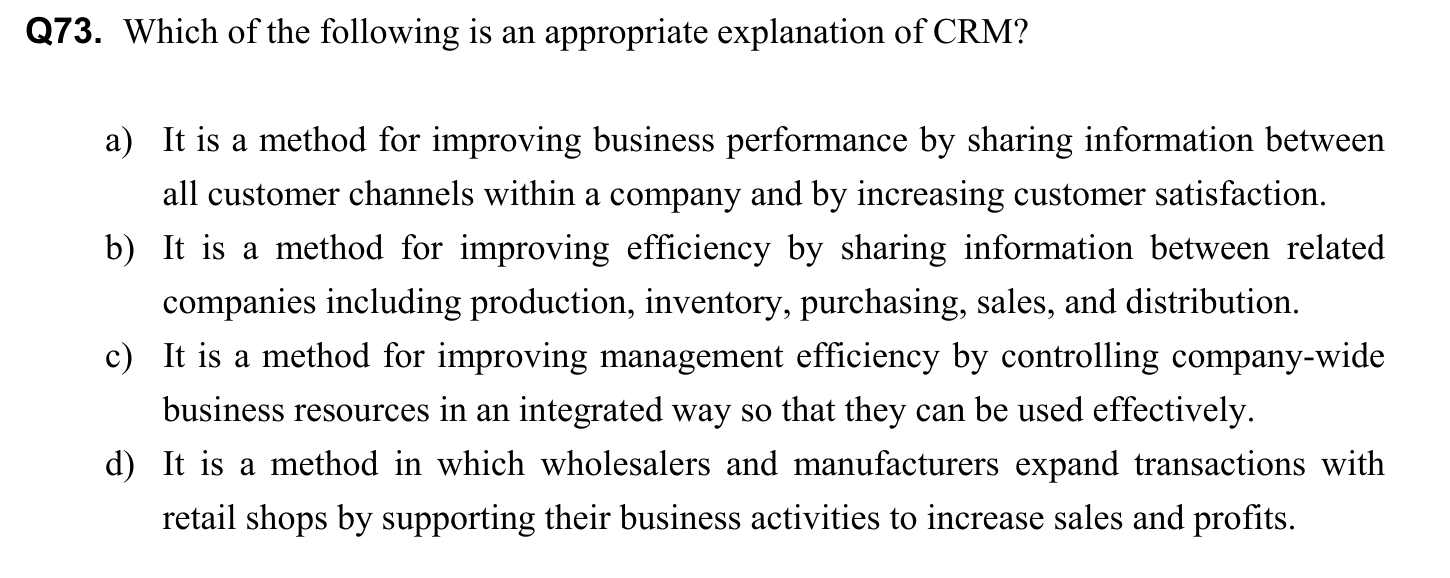 Q73. Which of the following is an appropriate explanation of CRM?
a) It is a method for improving business performance by sharing information between
all customer channels within a company and by increasing customer satisfaction.
b) It is a method for improving efficiency by sharing information between related
companies including production, inventory, purchasing, sales, and distribution.
c) It is a method for improving management efficiency by controlling company-wide
business resources in an integrated way so that they can be used effectively.
d) It is a method in which wholesalers and manufacturers expand transactions with
retail shops by supporting their business activities to increase sales and profits.